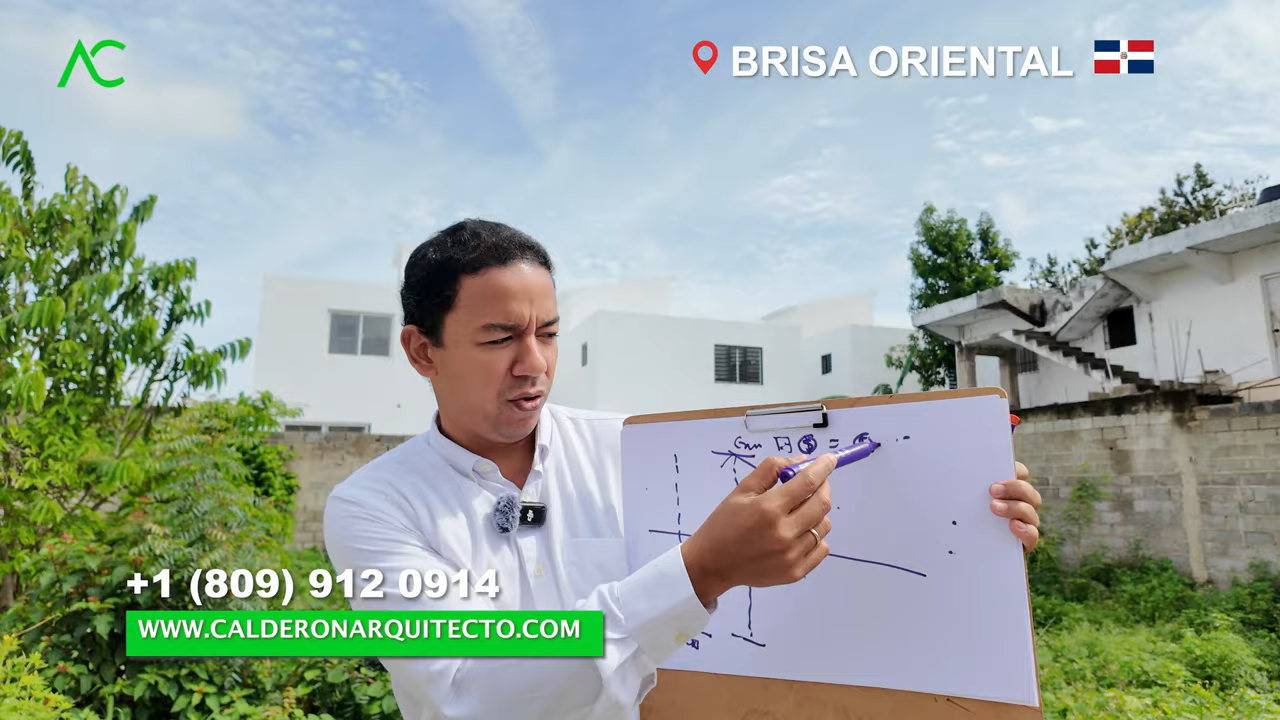 AC
BRISA ORIENTAL
=
+1 (809) 912 0914
WWW.CALDERONARQUITECTO.COM